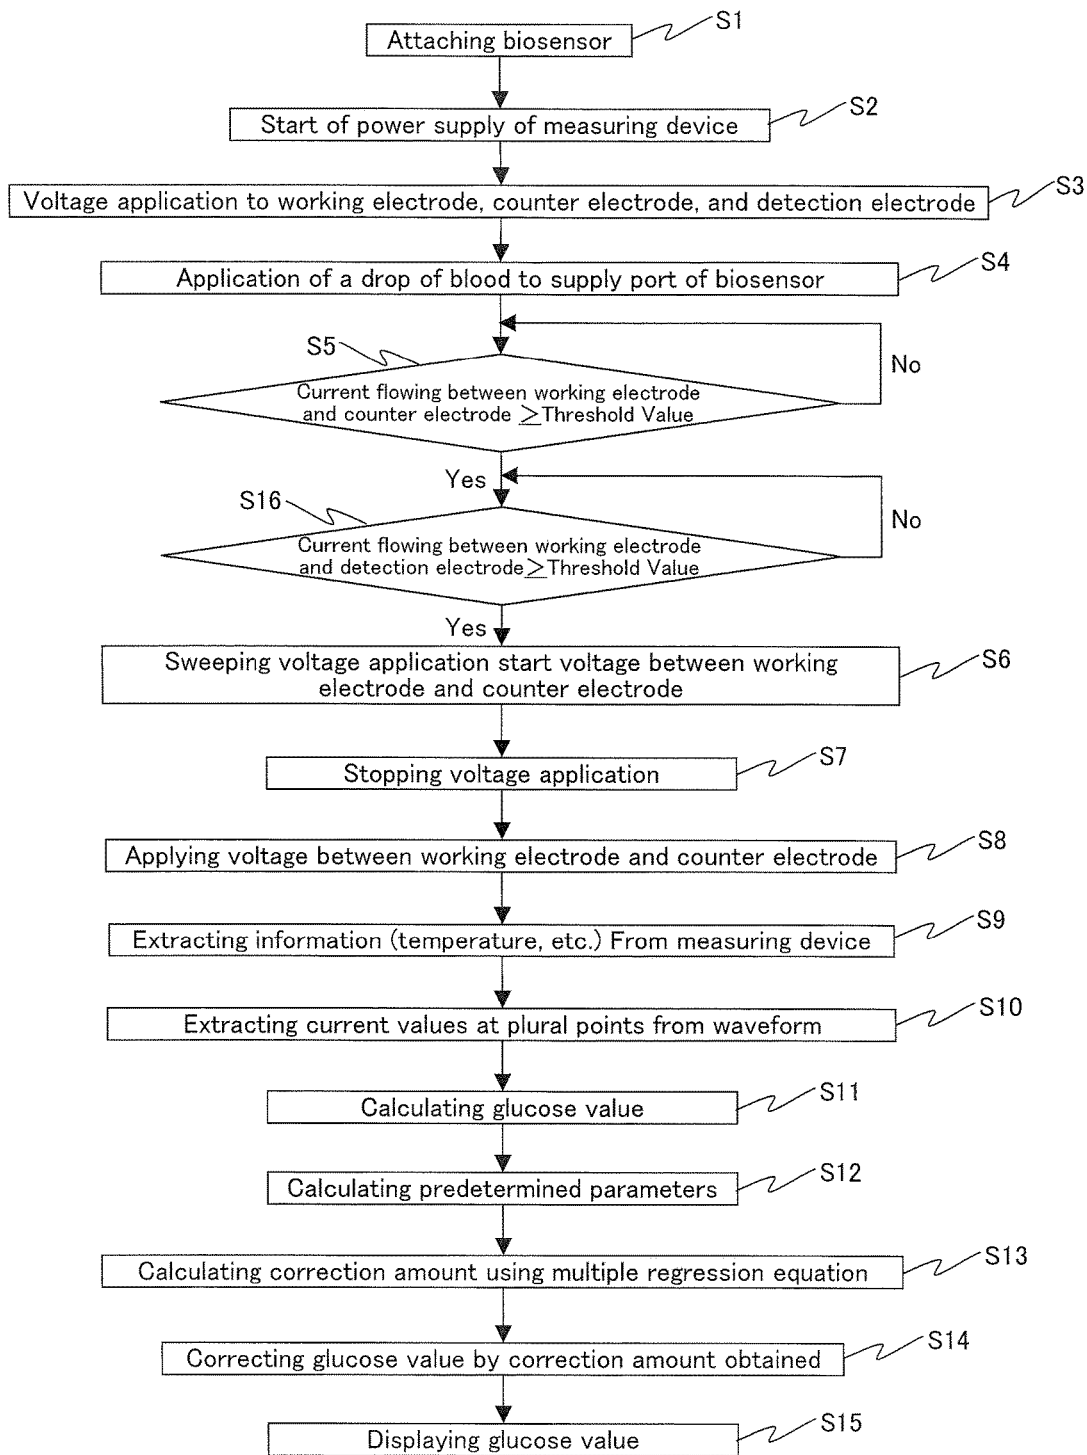 S1
Attaching biosensor
S2
Start of power supply of measuring device
S3
Voltage application to working electrode, counter electrode, and detection electrode
S4
Application of a drop of blood to supply port of biosensor
S5
No
Current flowing between working electrode
and counter electrode ≥Threshold Value
Yes
S16
No
Current flowing between working electrode
and detection electrode≥Threshold Value
Yes
S6
Sweeping voltage application start voltage between working
electrode and counter electrode
S7
Stopping voltage application
S8
Applying voltage between working electrode and counter electrode
S9
Extracting information (temperature, etc.) From measuring device
S10
Extracting current values at plural points from waveform
S11
Calculating glucose value
S12
Calculating predetermined parameters
S13
Calculating correction amount using multiple regression equation
S14
Correcting glucose value by correction amount obtained
S15
Displaying glucose value